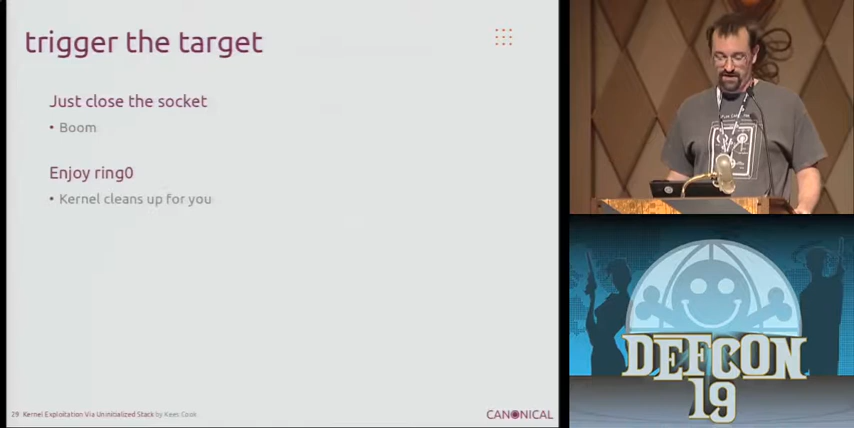 trigger the target
Just close the socket
• Boom
Enjoy ring0
• Kernel cleans up for you
29 Kernel Exploitation Via Uninitialized Stack by Kees Cook
CANONICAL
DEFCON
19